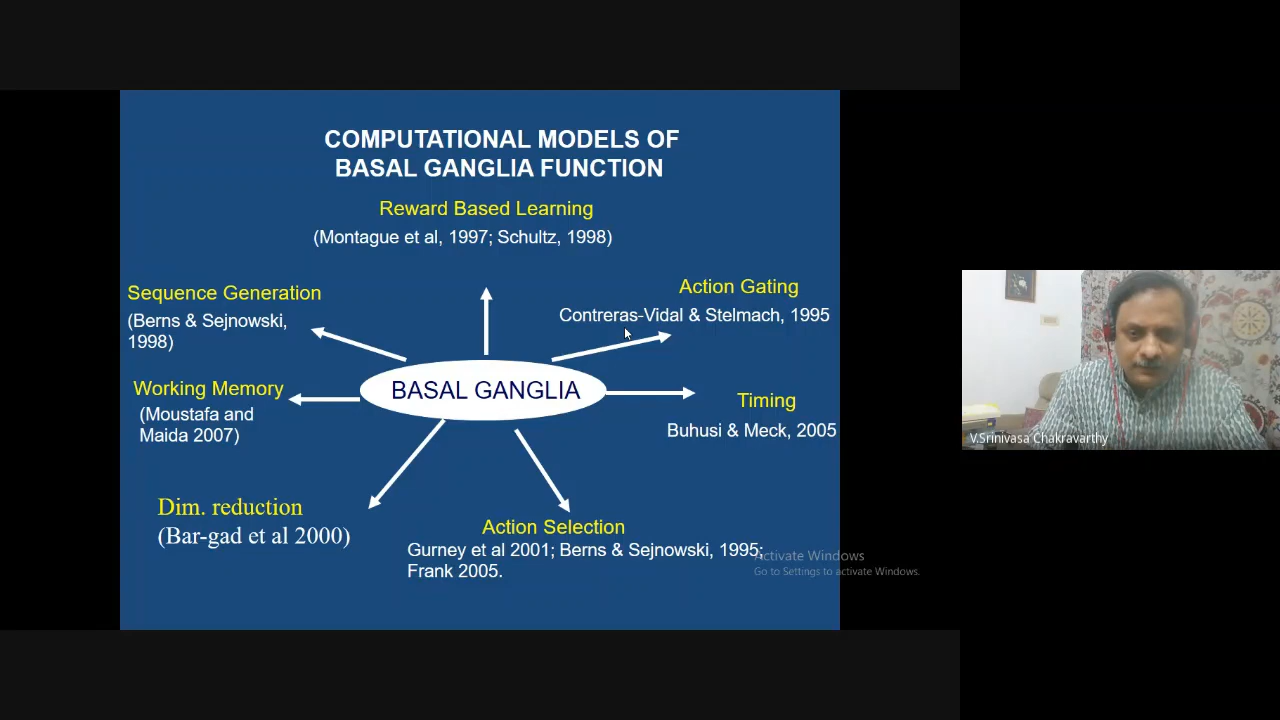 COMPUTATIONAL MODELS OF
BASAL GANGLIA FUNCTION
Reward Based Learning
(Montague et al, 1997; Schultz, 1998)
Sequence Generation
(Berns & Sejnowski,
1998)
Action Gating
Contreras-Vidal & Stelmach, 1995
BASAL GANGLIA
Working Memory
(Moustafa and
Maida 2007)
Timing
Buhusi & Meck, 2005
Dim. reduction
(Bar-gad et al 2000)
Action Selection
Gurney et al 2001; Berns & Sejnowski, 1995;
Frank 2005.
Activate Windows
Go to Settings to activate Windows.
V.Srinivasa Chakravarthy